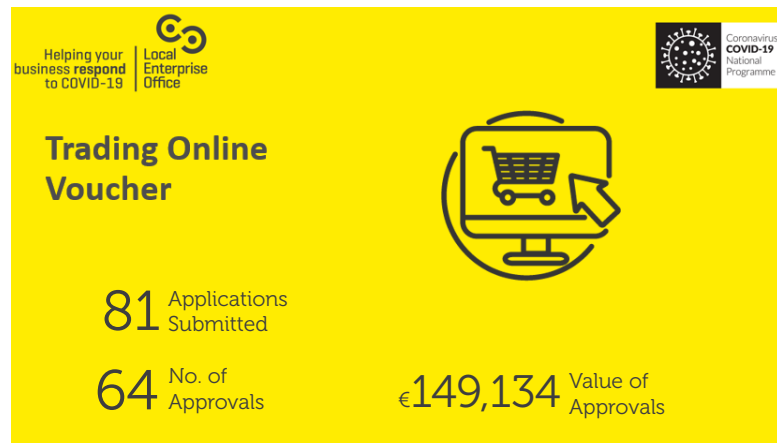 Helping your
business respond
to COVID-19
Local
Enterprise
Office
Coronavirus
COVID-19
National
Programme
Trading Online
Voucher
81 Applications
Submitted
64 No. of
Approvals
€149,134 Value of
Approvals